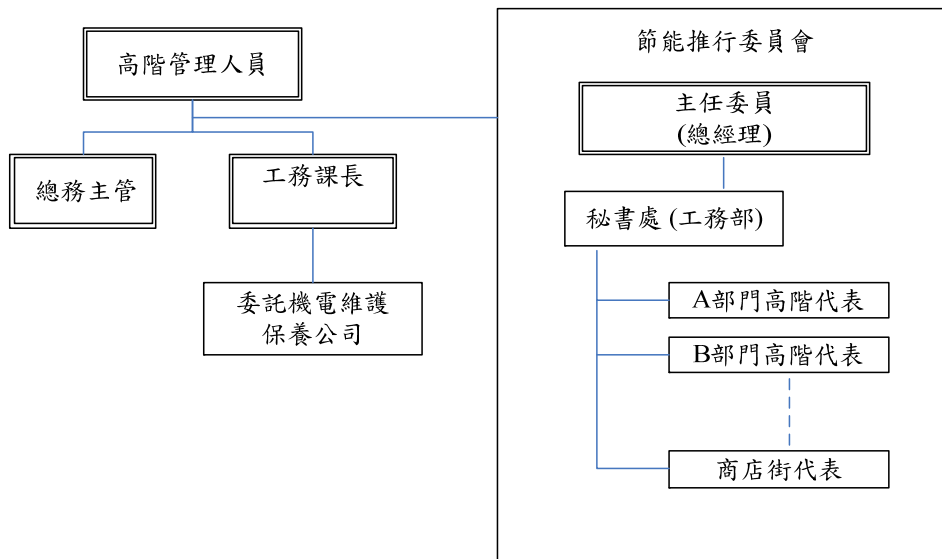 高階管理人員
總務主管
工務課長
委託機電維護
保養公司
節能推行委員會
主任委員
(總經理)
秘書處 (工務部)
A部門高階代表
B部門高階代表
商店街代表